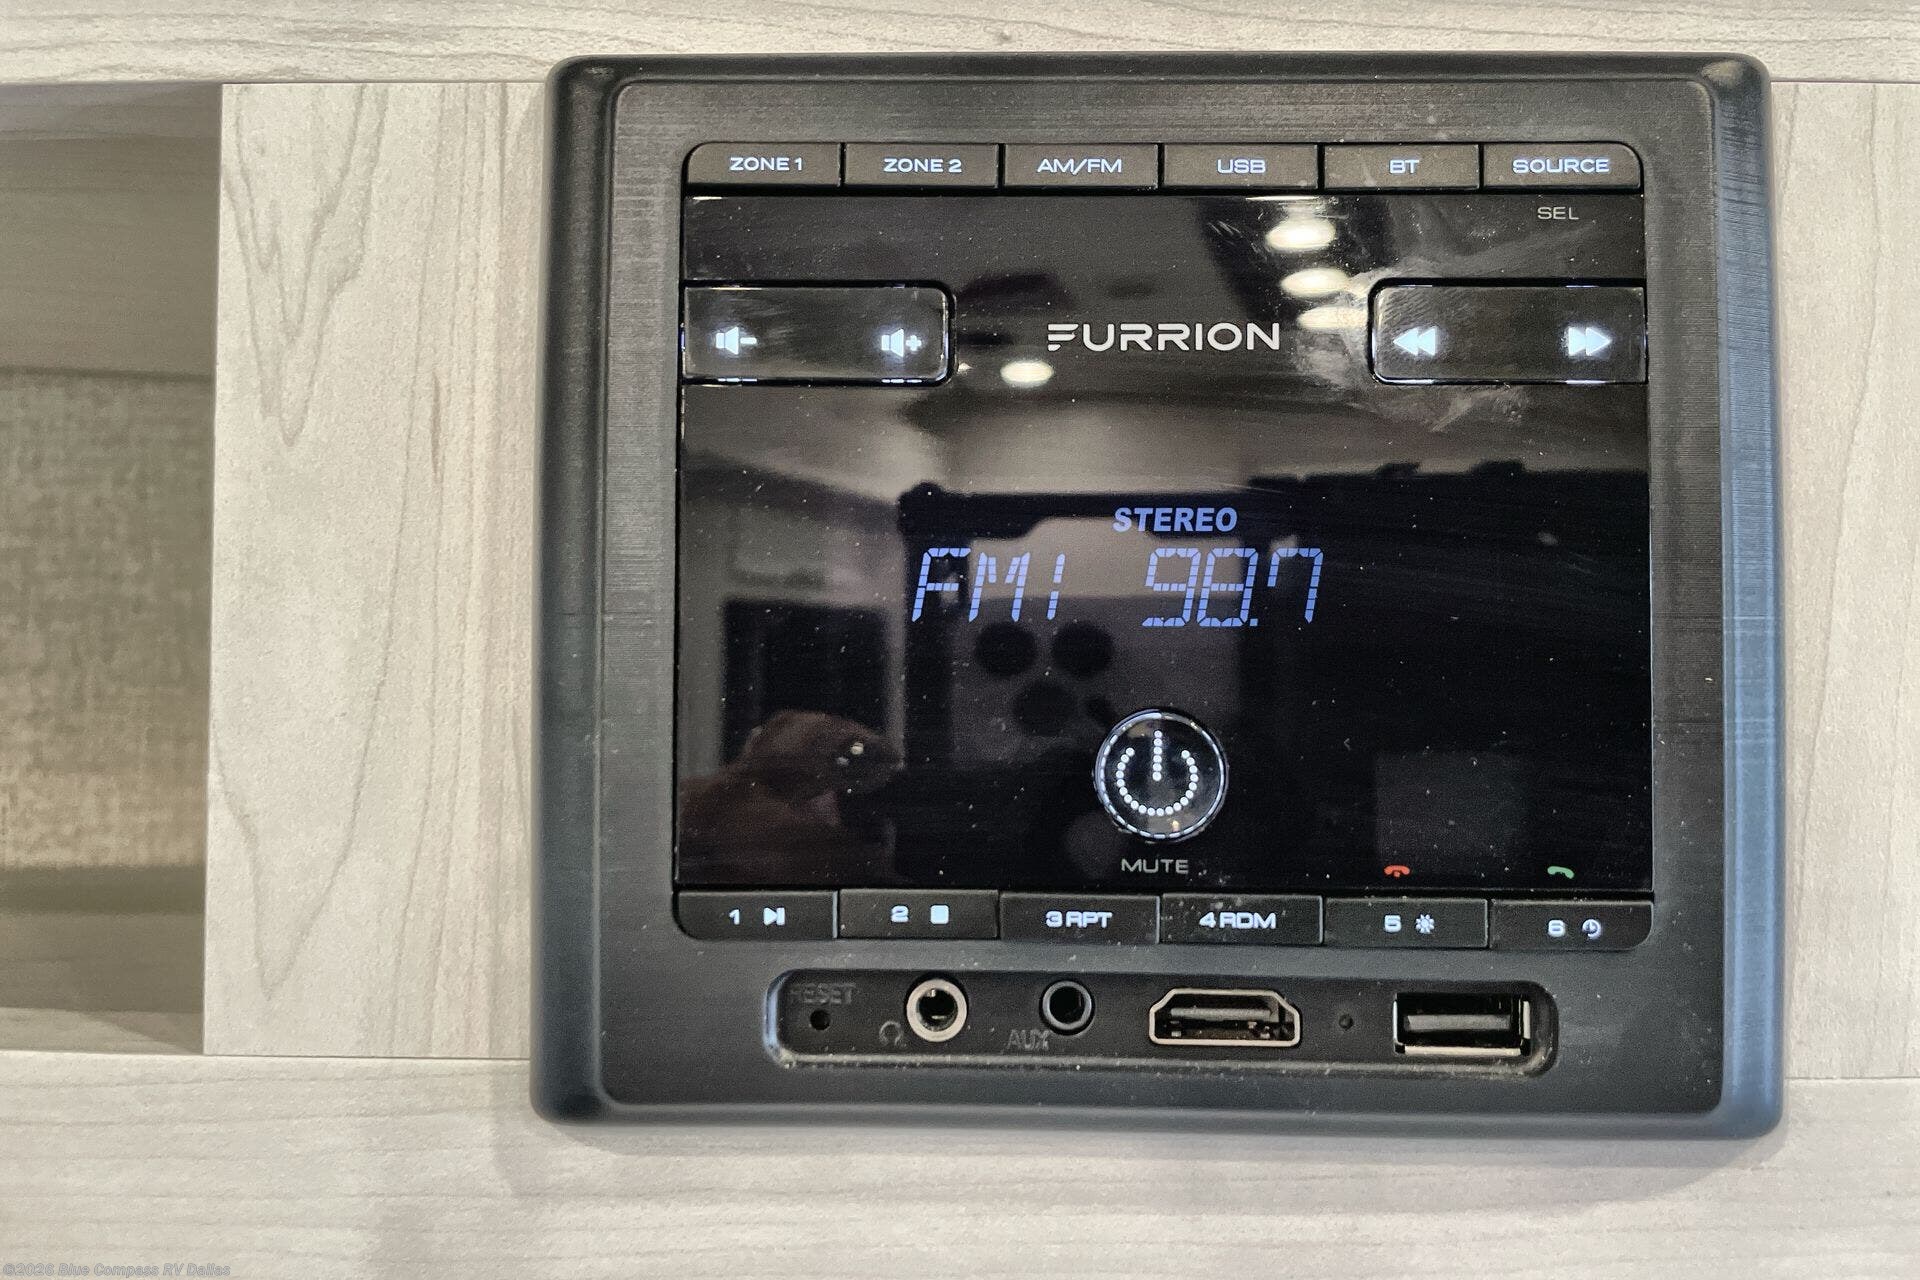 ZONE 1 ZONE 2 AM/FM USB BT SOURCE
SEL
FURRION
STEREO
FM1 98.7
MUTE
1 2 3 RPT 4 RDM 5 6
RESET
AUX
©2026 Blue Compass RV Dallas